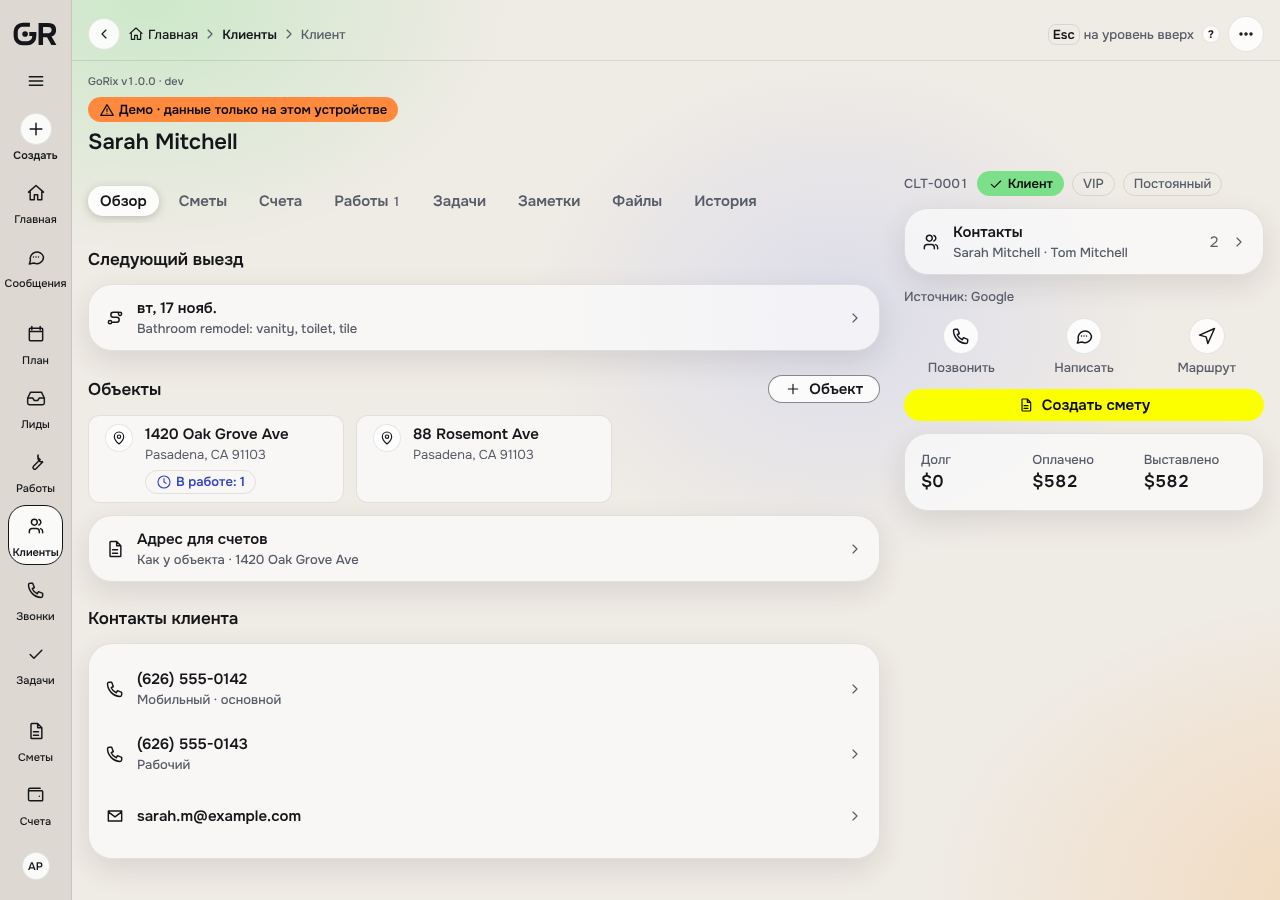 GR
Главная
Клиенты
Клиент
Esc на уровень вверх ?
GoRix v1.0.0 · dev
Демо · данные только на этом устройстве
Sarah Mitchell
Создать
Главная
Сообщения
План
Лиды
Работы
Клиенты
Звонки
Задачи
Сметы
Счета
AP
Обзор
Сметы
Счета
Работы 1
Задачи
Заметки
Файлы
История
Следующий выезд
вт, 17 нояб.
Bathroom remodel: vanity, toilet, tile
Объекты
Объект
1420 Oak Grove Ave
Pasadena, CA 91103
В работе: 1
88 Rosemont Ave
Pasadena, CA 91103
Адрес для счетов
Как у объекта · 1420 Oak Grove Ave
Контакты клиента
(626) 555-0142
Мобильный · основной
(626) 555-0143
Рабочий
sarah.m@example.com
CLT-0001
Клиент
VIP
Постоянный
Контакты
Sarah Mitchell · Tom Mitchell
2
Источник: Google
Позвонить
Написать
Маршрут
Создать смету
Долг
$0
Оплачено
$582
Выставлено
$582